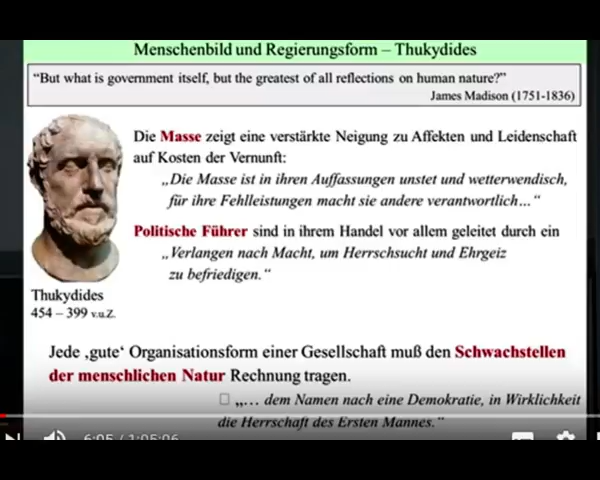 Menschenbild und Regierungsform – Thukydides
“But what is government itself, but the greatest of all reflections on human nature?”
James Madison (1751-1836)
Die Masse zeigt eine verstärkte Neigung zu Affekten und Leidenschaft
auf Kosten der Vernunft:
„Die Masse ist in ihren Auffassungen unstet und wetterwendisch,
für ihre Fehlleistungen macht sie andere verantwortlich…“
Politische Führer sind in ihrem Handel vor allem geleitet durch ein
„Verlangen nach Macht, um Herrschsucht und Ehrgeiz
zu befriedigen.“
Thukydides
454 – 399 v.u.Z.
Jede ‚gute‘ Organisationsform einer Gesellschaft muß den Schwachstellen
der menschlichen Natur Rechnung tragen.
„… dem Namen nach eine Demokratie, in Wirklichkeit
die Herrschaft des Ersten Mannes.“
6:05 / 1:05:06